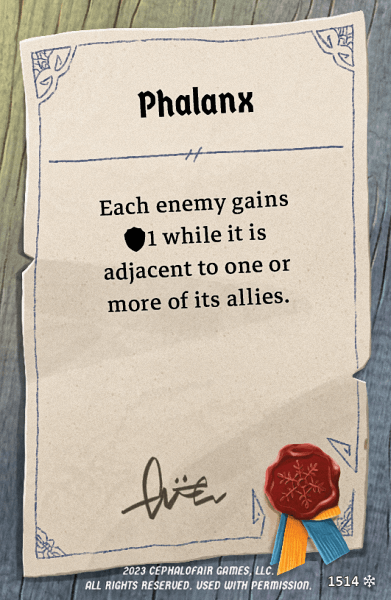 Phalanx
Each enemy gains
1 while it is
adjacent to one or
more of its allies.
2023 CEPHALOFAIR GAMES, LLC.
ALL RIGHTS RESERVED. USED WITH PERMISSION.
1514